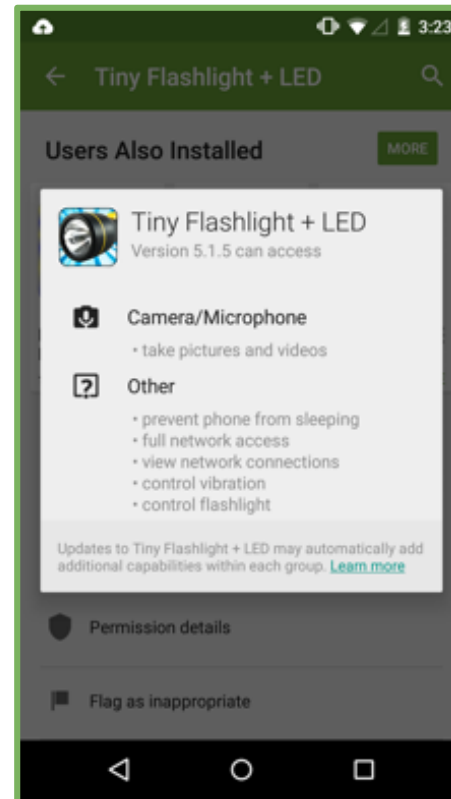 3:23
Tiny Flashlight + LED
Users Also Installed
MORE
Tiny Flashlight + LED
Version 5.1.5 can access
Camera/Microphone
• take pictures and videos
Other
• prevent phone from sleeping
• full network access
• view network connections
• control vibration
• control flashlight
Updates to Tiny Flashlight + LED may automatically add
additional capabilities within each group. Learn more
Permission details
Flag as inappropriate